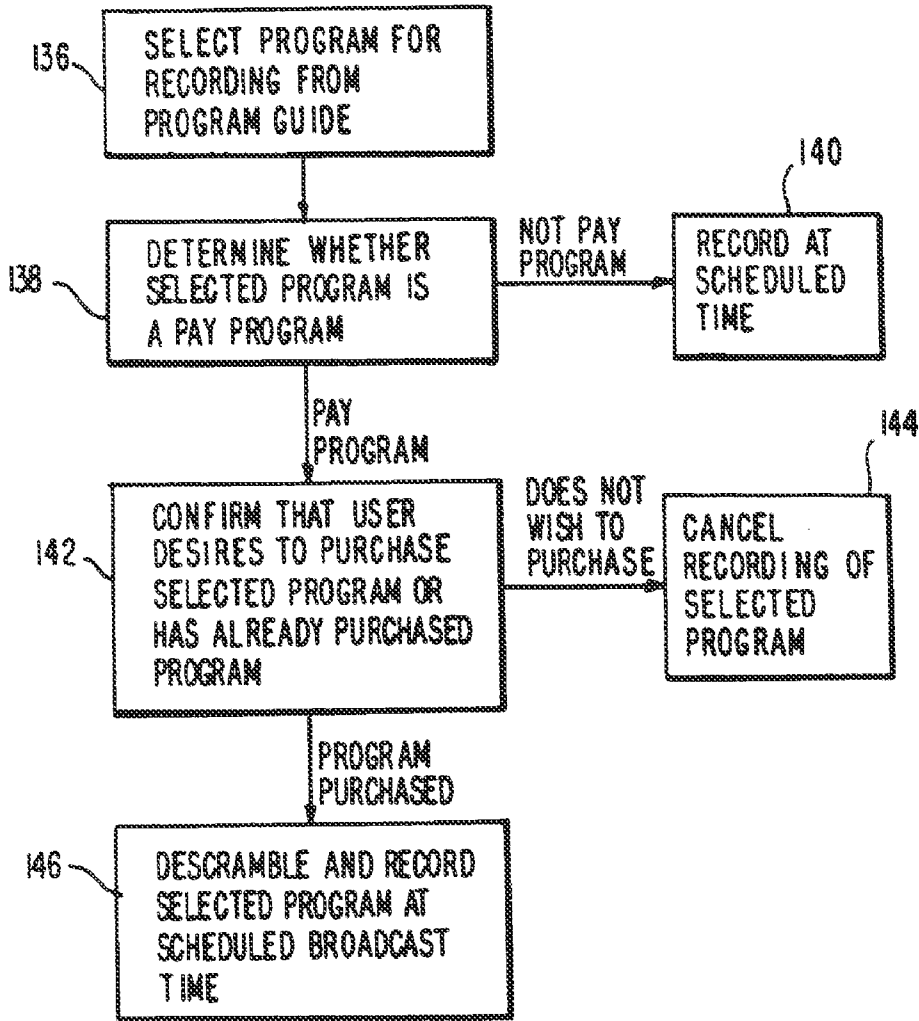 136
SELECT PROGRAM FOR
RECORDING FROM
PROGRAM GUIDE
138
DETERMINE WHETHER
SELECTED PROGRAM IS
A PAY PROGRAM
NOT PAY
PROGRAM
140
RECORD AT
SCHEDULED
TIME
PAY
PROGRAM
142
CONFIRM THAT USER
DESIRES TO PURCHASE
SELECTED PROGRAM OR
HAS ALREADY PURCHASED
PROGRAM
DOES NOT
WISH TO
PURCHASE
144
CANCEL
RECORDING OF
SELECTED
PROGRAM
PROGRAM
PURCHASED
146
DESCRAMBLE AND RECORD
SELECTED PROGRAM AT
SCHEDULED BROADCAST
TIME